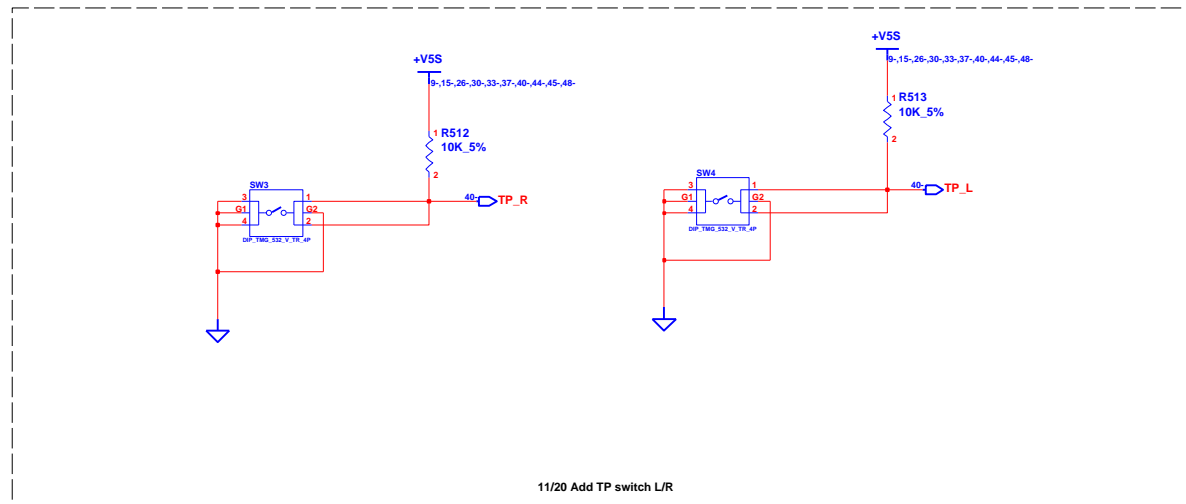 +V5S
9-,15-,26-,30-,33-,37-,40-,44-,45-,48-
1 R512
10K_5%
2
SW3
3 1
G1 G2
4 2
DIP_TMG_532_V_TR_4P
40- TP_R
+V5S
9-,15-,26-,30-,33-,37-,40-,44-,45-,48-
1 R513
10K_5%
2
SW4
3 1
G1 G2
4 2
DIP_TMG_532_V_TR_4P
40- TP_L
11/20 Add TP switch L/R